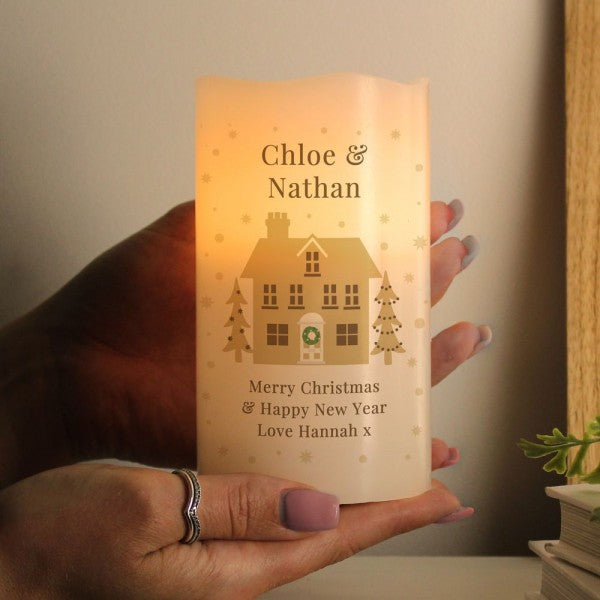 Chloe &
Nathan
Merry Christmas
& Happy New Year
Love Hannah x